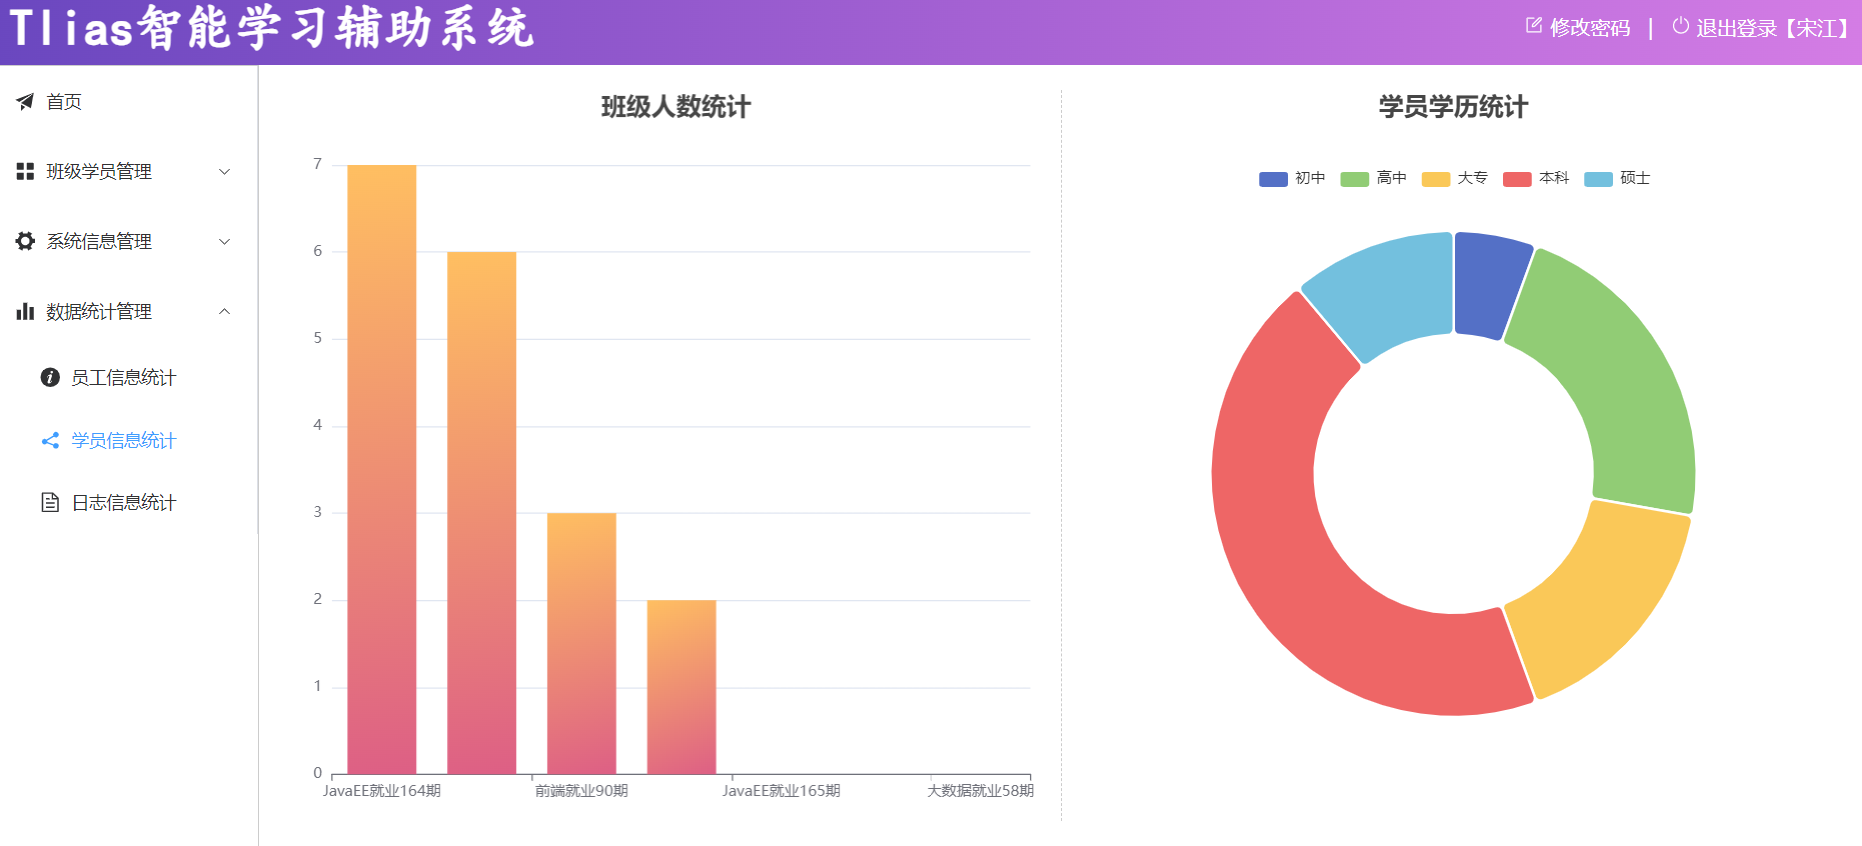 Tlias智能学习辅助系统
修改密码 | 退出登录【宋江】
首页
班级学员管理
系统信息管理
数据统计管理
员工信息统计
学员信息统计
日志信息统计
班级人数统计
7
6
5
4
3
2
1
0
JavaEE就业164期 前端就业90期 JavaEE就业165期 大数据就业58期
学员学历统计
初中 高中 大专 本科 硕士